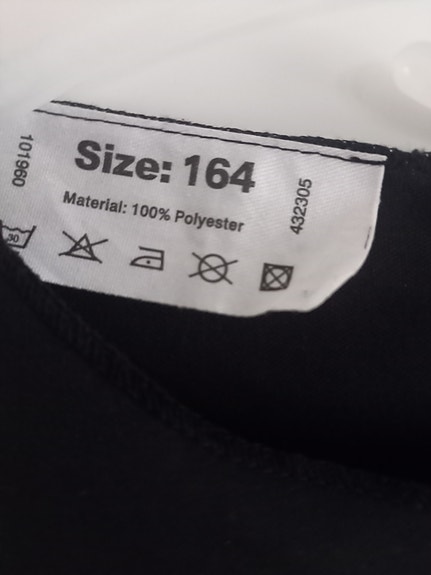 101960
Size: 164
Material: 100% Polyester
432305
30